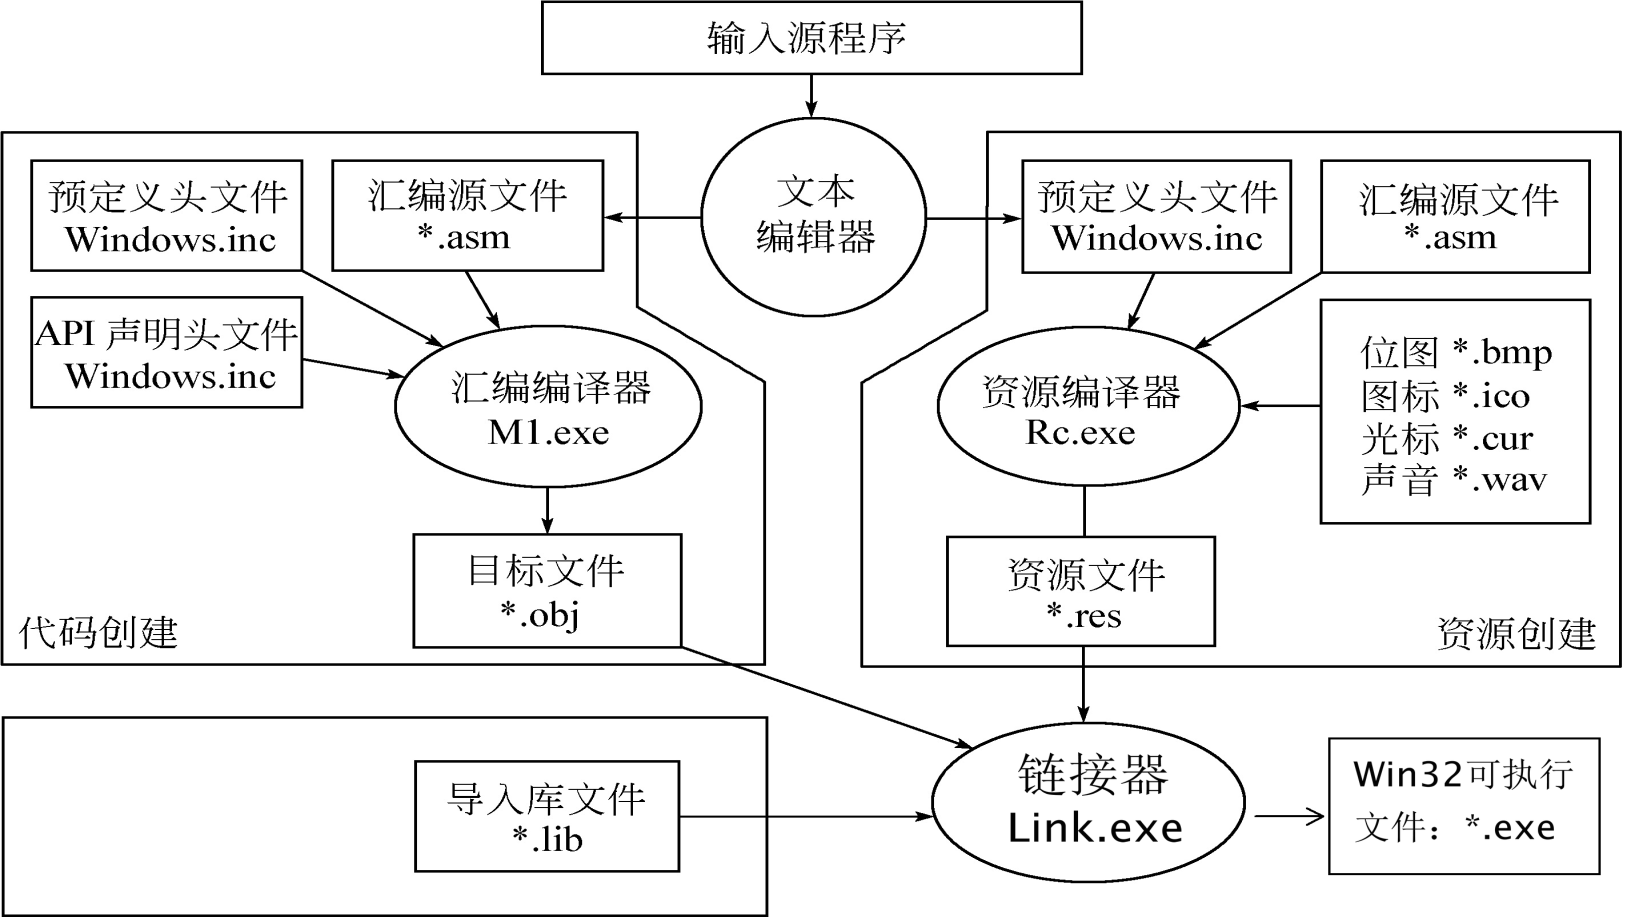 输入源程序
文本
编辑器
预定义头文件
Windows.inc
汇编源文件
*.asm
API 声明头文件
Windows.inc
汇编编译器
M1.exe
目标文件
*.obj
代码创建
预定义头文件
Windows.inc
汇编源文件
*.asm
资源编译器
Rc.exe
位图 *.bmp
图标 *.ico
光标 *.cur
声音 *.wav
资源文件
*.res
资源创建
导入库文件
*.lib
链接器
Link.exe
Win32可执行
文件：*.exe